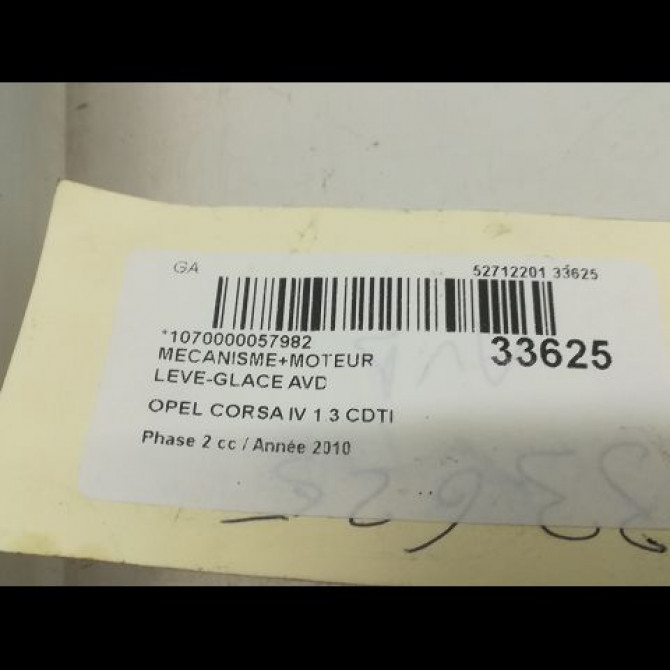 GA
52712201 33625
*1070000057982
33625
MECANISME+MOTEUR
LEVE-GLACE AVD
OPEL CORSA IV 1 3 CDTI
Phase 2 cc / Année 2010